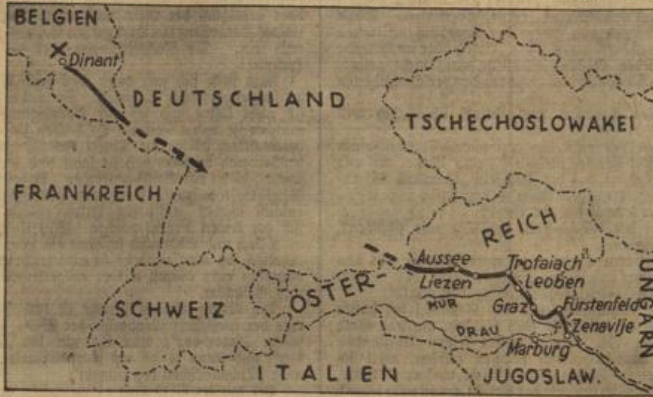 BELGIEN
Dinant
DEUTSCHLAND
TSCHECHOSLOWAKEI
FRANKREICH
REICH
Aussee
Trofaiach
Liezen
Leoben
ÖSTER-
SCHWEIZ
MUR
Graz
Fürstenfeld
UNGARN
DRAU
Zenavlje
Marburg
ITALIEN
JUGOSLAW.